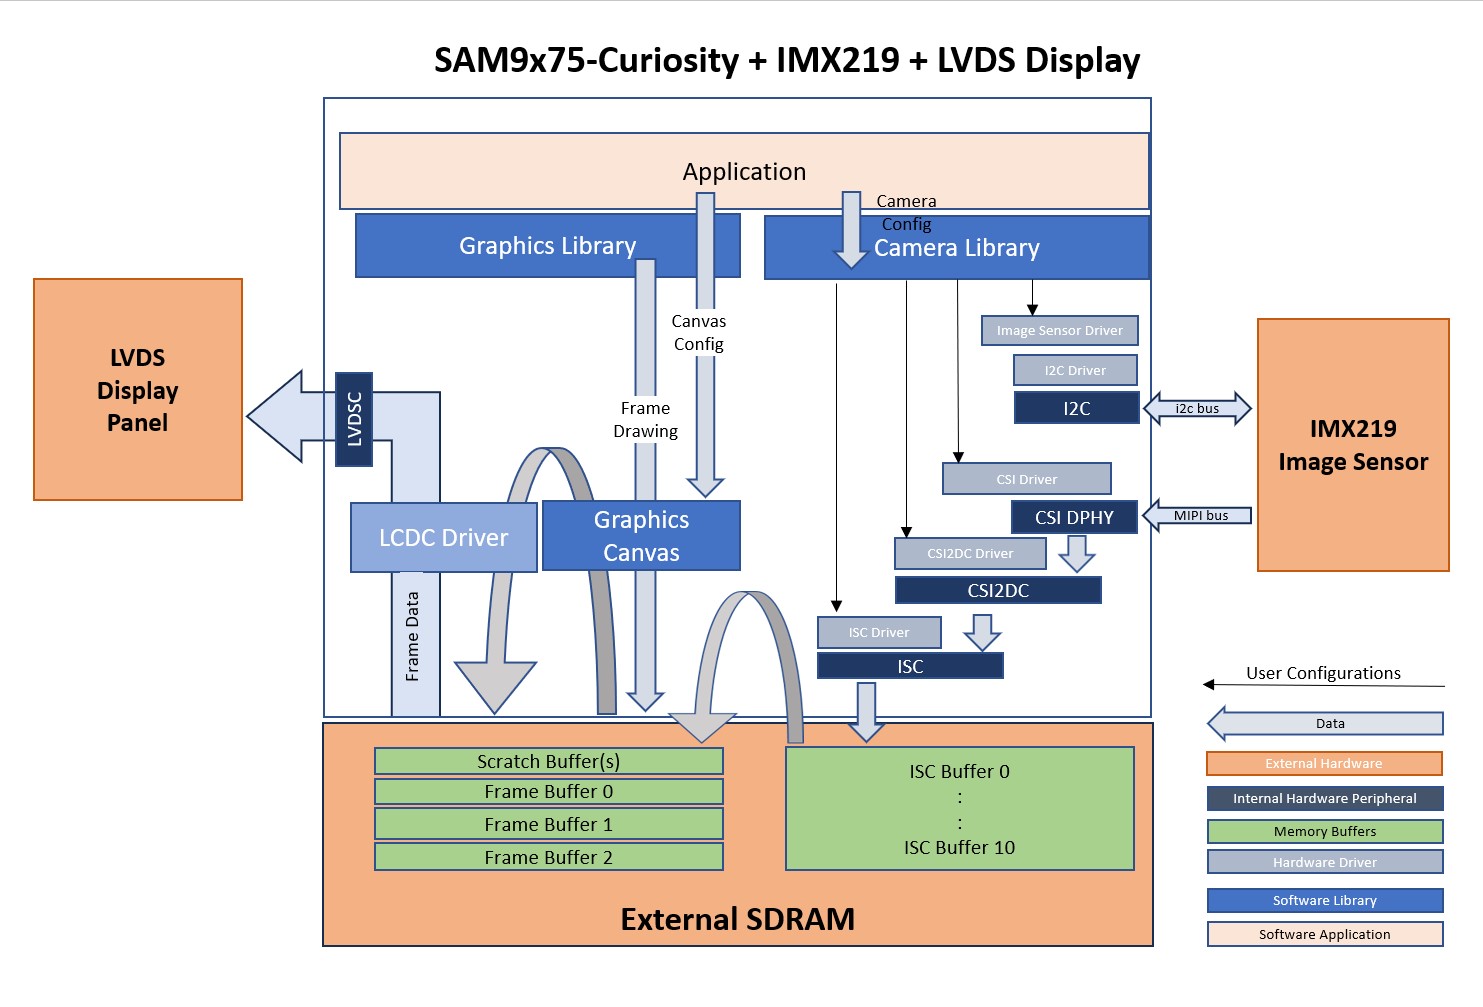 SAM9x75-Curiosity + IMX219 + LVDS Display
Application
Camera
Config
Graphics Library
Camera Library
Canvas
Config
Frame
Drawing
Image Sensor Driver
I2C Driver
I2C
i2c bus
LVDS
Display
Panel
LVDSC
IMX219
Image Sensor
CSI Driver
CSI DPHY
MIPI bus
LCDC Driver
Graphics
Canvas
CSI2DC Driver
CSI2DC
Frame Data
ISC Driver
ISC
Scratch Buffer(s)
Frame Buffer 0
Frame Buffer 1
Frame Buffer 2
ISC Buffer 0
:
:
ISC Buffer 10
External SDRAM
User Configurations
Data
External Hardware
Internal Hardware Peripheral
Memory Buffers
Hardware Driver
Software Library
Software Application